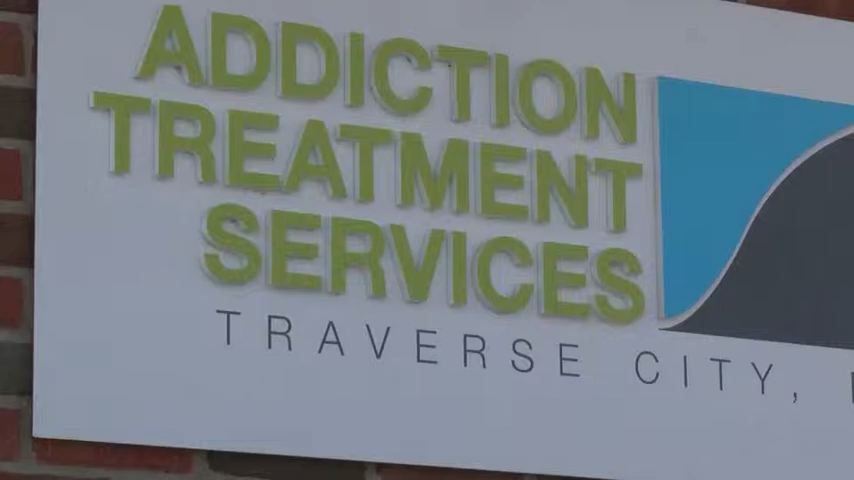 ADDICTION
TREATMENT
SERVICES
TRAVERSE CITY,